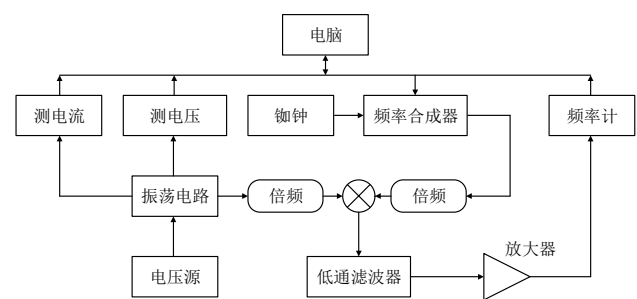 电脑
测电流
测电压
铷钟
频率合成器
频率计
振荡电路
倍频
倍频
放大器
电压源
低通滤波器